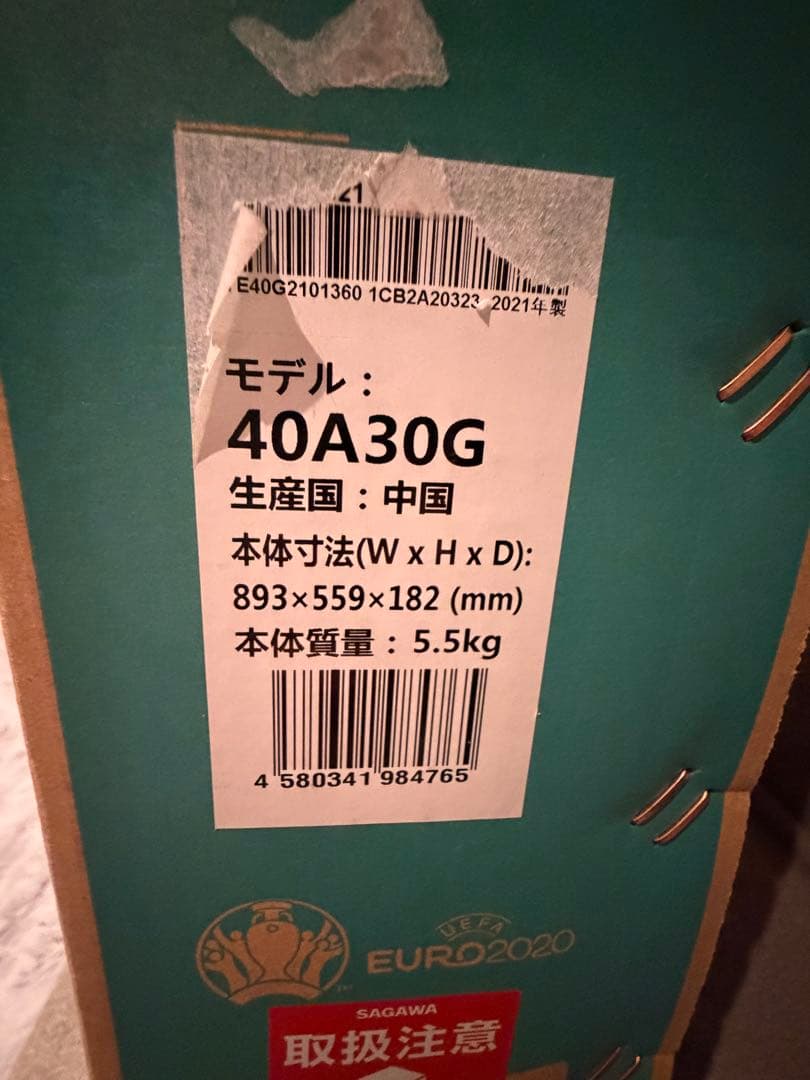 21
E40G2101360 1CB2A20323 2021年製
モデル：
40A30G
生産国：中国
本体寸法(W x H x D):
893×559×182 (mm)
本体質量：5.5kg
4 580341 984765
UEFA
EURO2020
SAGAWA
取扱注意